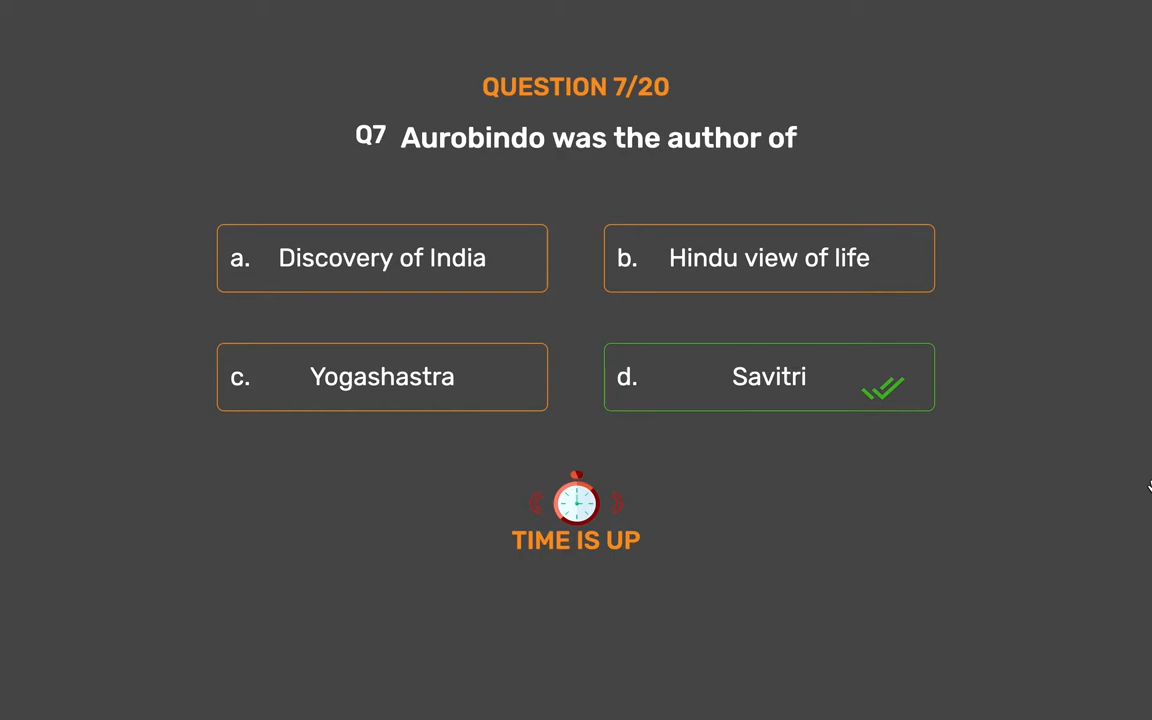 QUESTION 7/20
Q7 Aurobindo was the author of
a. Discovery of India
b. Hindu view of life
c. Yogashastra
d. Savitri
TIME IS UP